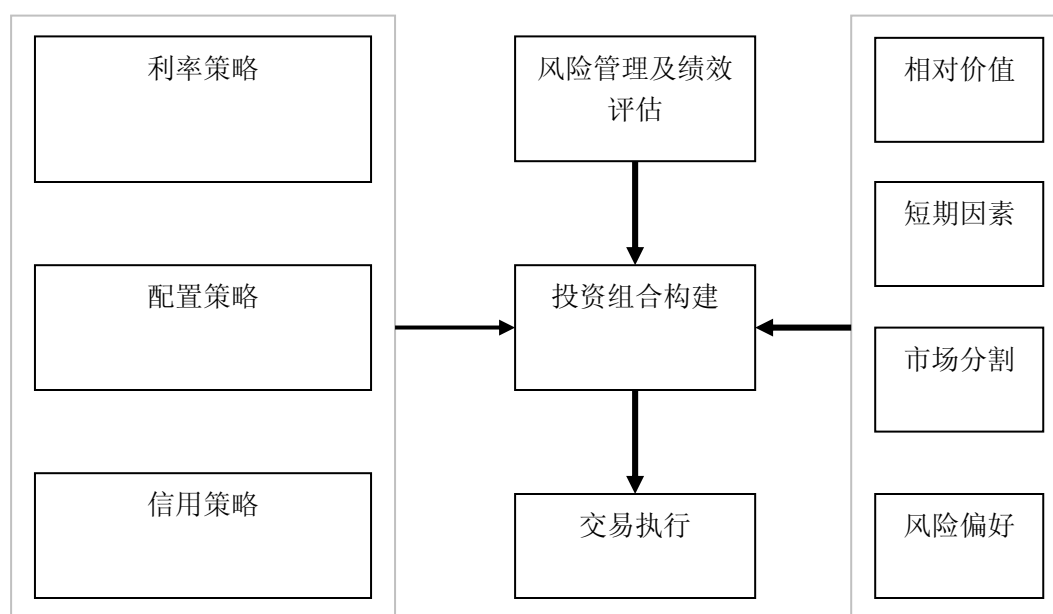 利率策略
配置策略
信用策略
风险管理及绩效
评估
投资组合构建
交易执行
相对价值
短期因素
市场分割
风险偏好